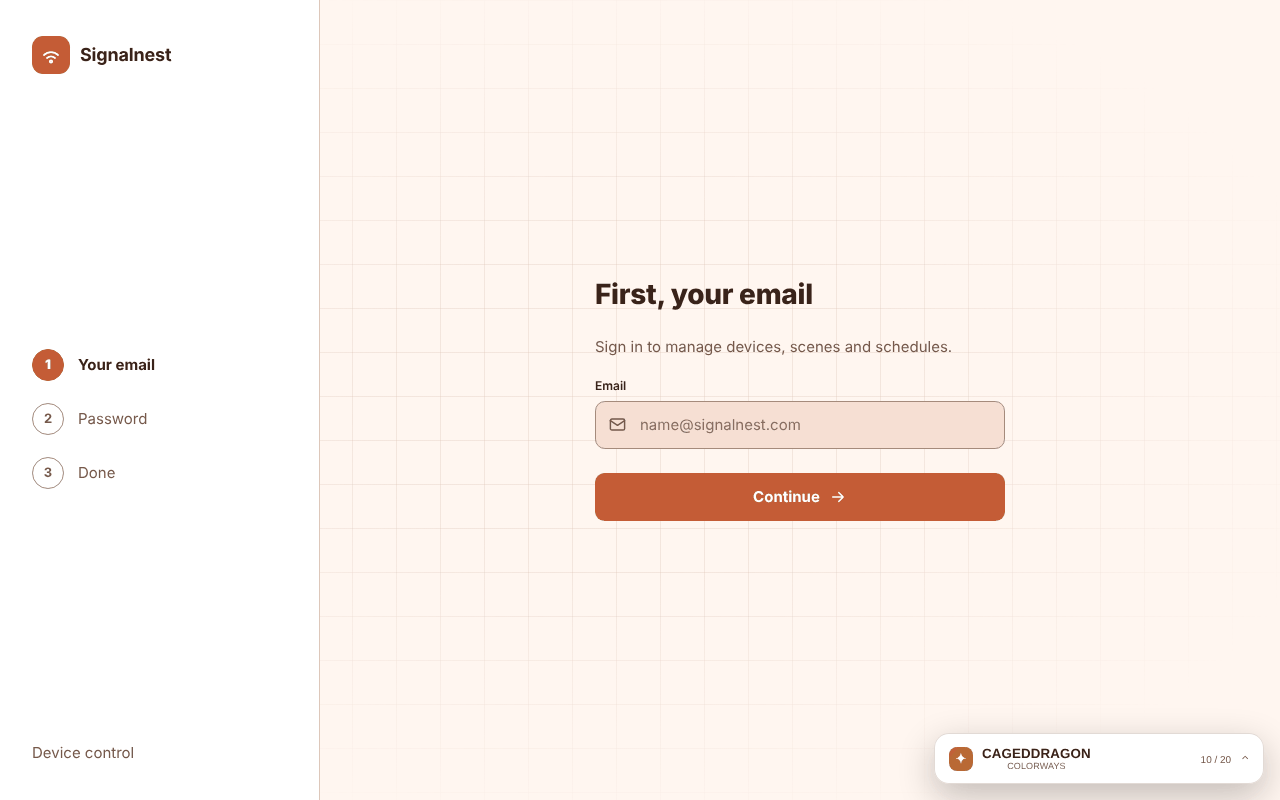 Signalnest
1 Your email
2 Password
3 Done
Device control
First, your email
Sign in to manage devices, scenes and schedules.
Email
name@signalnest.com
Continue →
CAGEDDRAGON
COLORWAYS
10 / 20